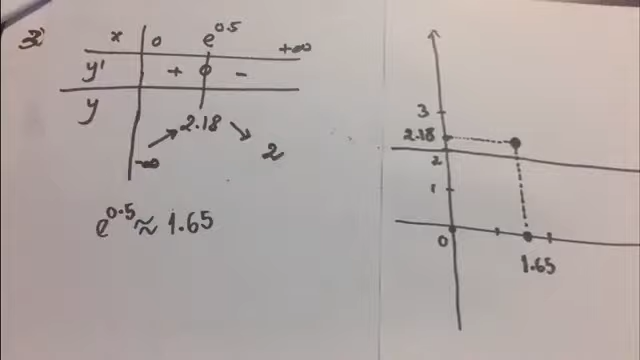 x 0 e^0.5 +∞
y' + 0 -
y -∞ 2.18 2
e^0.5 ≈ 1.65
3
2.18
2
1
0
1.65